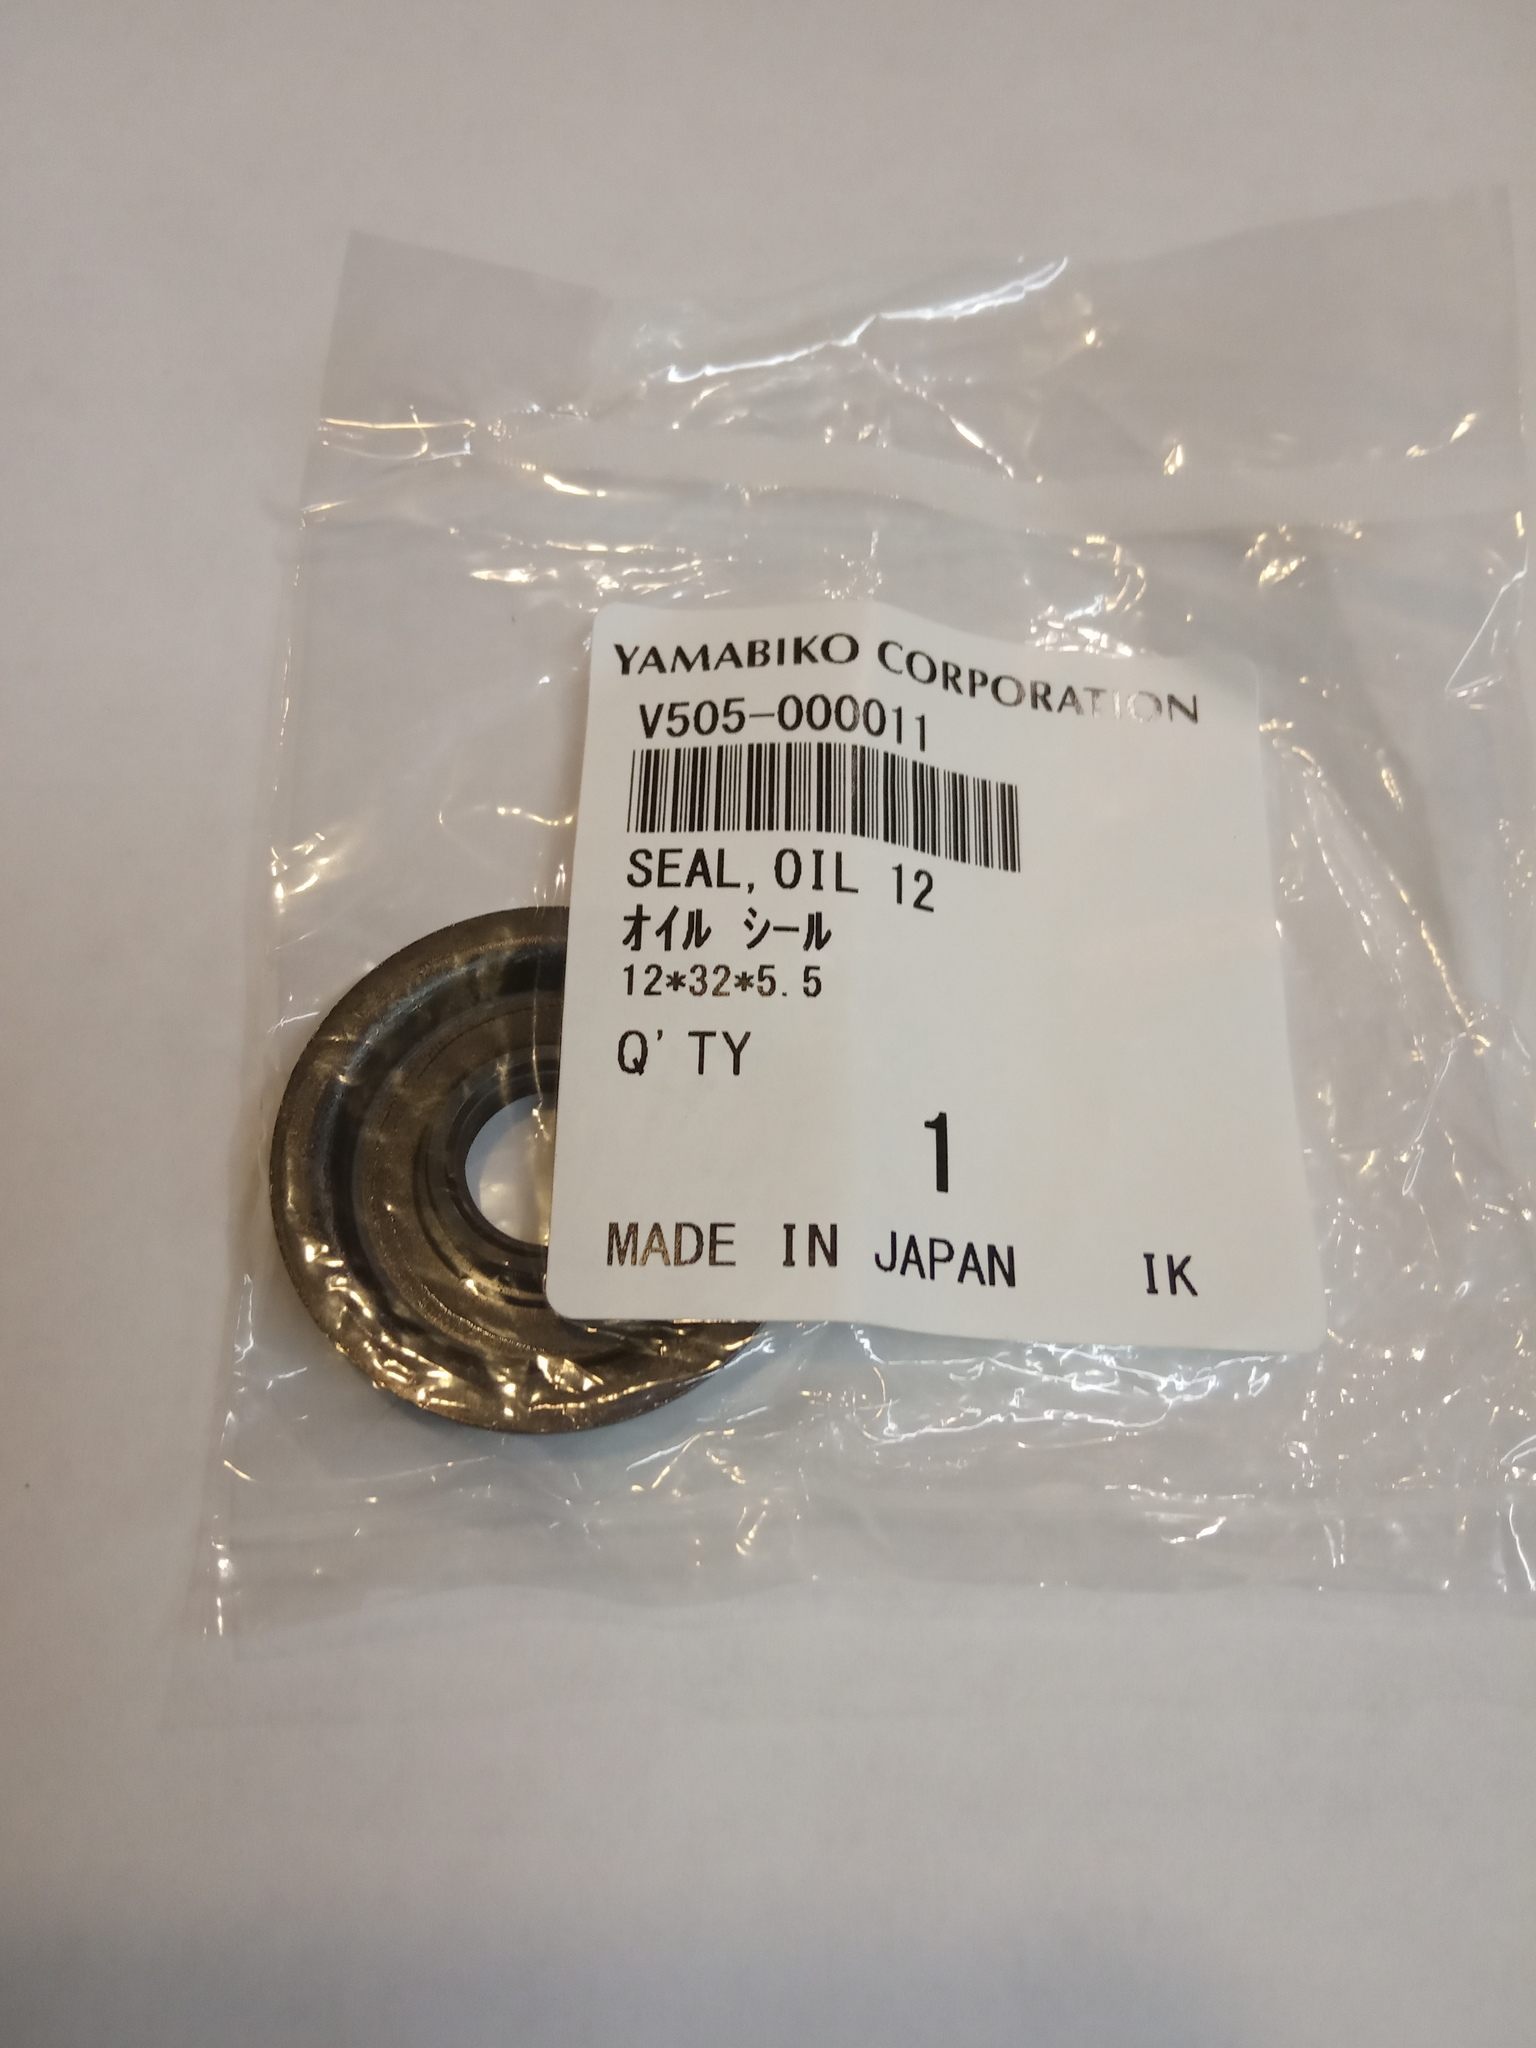 YAMABIKO CORPORATION
V505-000011
SEAL, OIL 12
オイル シール
12*32*5.5
Q'TY
1
MADE IN JAPAN IK